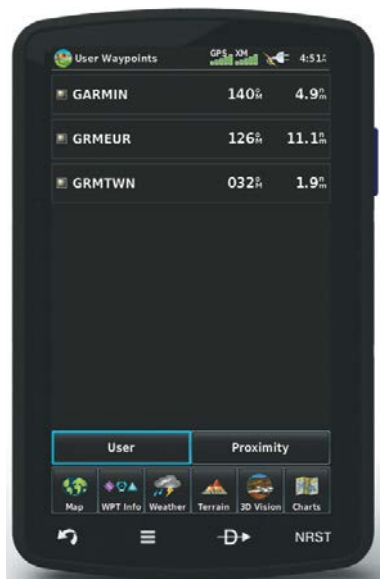 User Waypoints GPS XM 4:51
GARMIN 140°M 4.9nm
GRMEUR 126°M 11.1nm
GRMTWN 032°M 1.9nm
User Proximity
Map WPT Info Weather Terrain 3D Vision Charts
D NRST